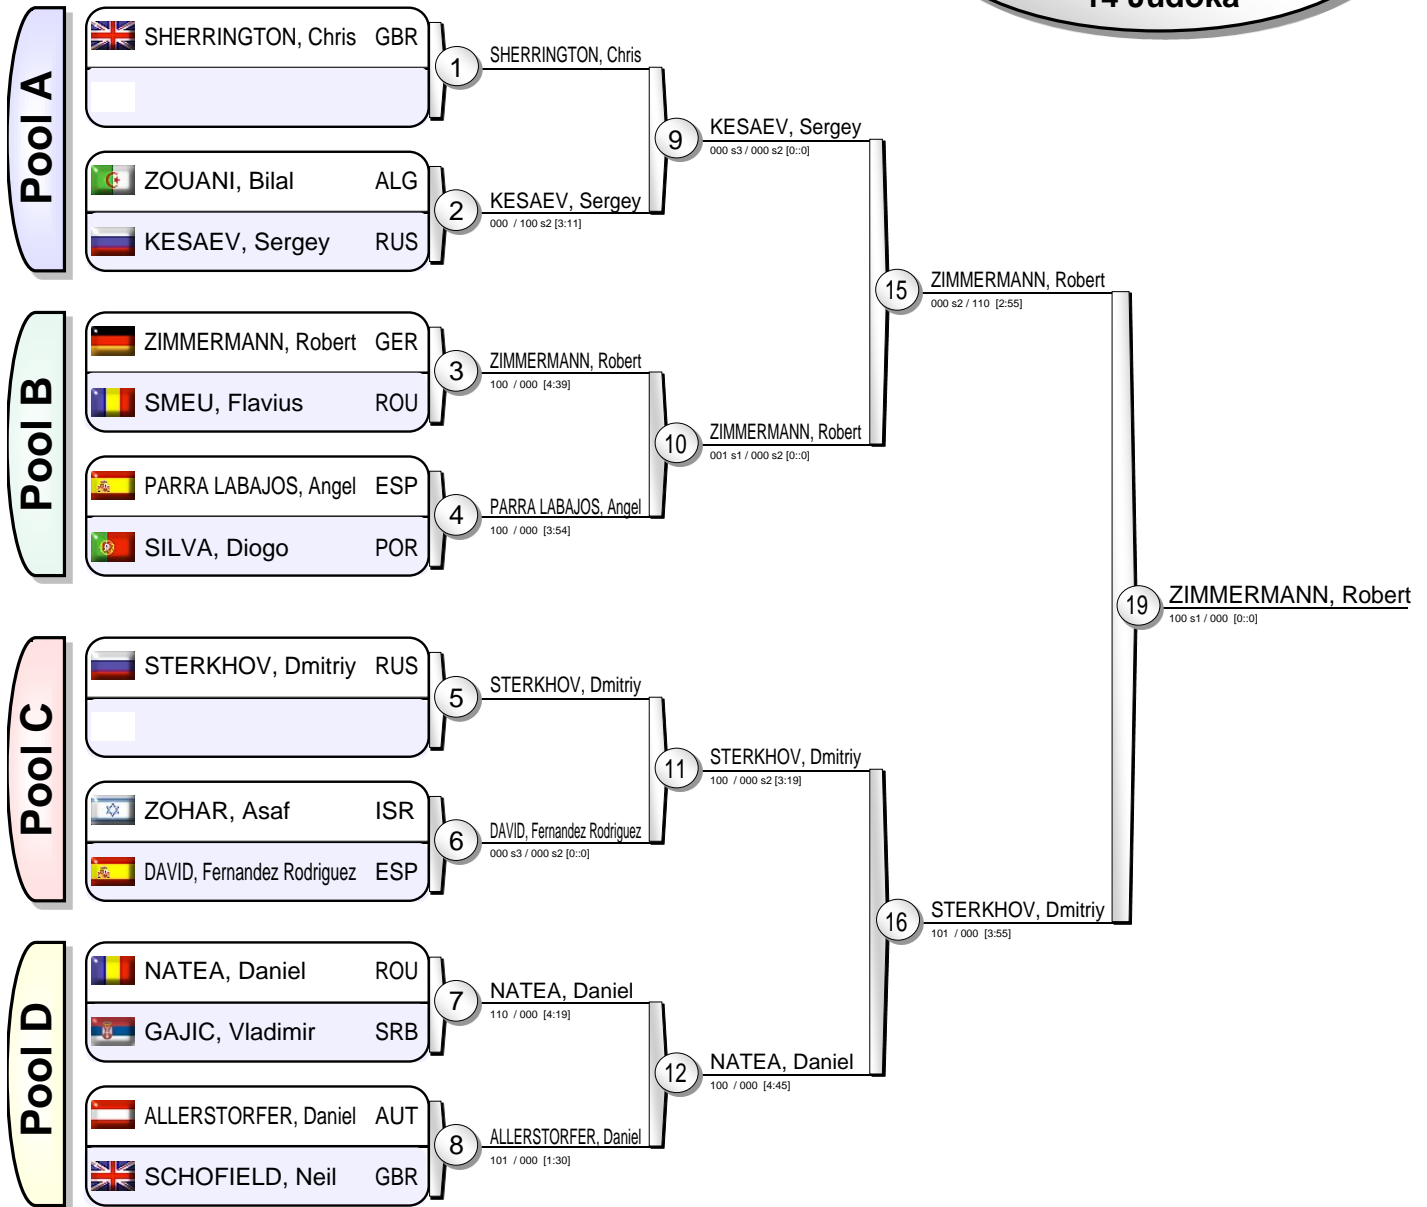 14 Judoka
Pool A
SHERRINGTON, Chris GBR
1
SHERRINGTON, Chris
ZOUANI, Bilal ALG
KESAEV, Sergey RUS
2
KESAEV, Sergey
000 / 100 s2 [3:11]
9
KESAEV, Sergey
000 s3 / 000 s2 [0::0]
Pool B
ZIMMERMANN, Robert GER
SMEU, Flavius ROU
3
ZIMMERMANN, Robert
100 / 000 [4:39]
PARRA LABAJOS, Angel ESP
SILVA, Diogo POR
4
PARRA LABAJOS, Angel
100 / 000 [3:54]
10
ZIMMERMANN, Robert
001 s1 / 000 s2 [0::0]
15
ZIMMERMANN, Robert
000 s2 / 110 [2:55]
Pool C
STERKHOV, Dmitriy RUS
5
STERKHOV, Dmitriy
ZOHAR, Asaf ISR
DAVID, Fernandez Rodriguez ESP
6
DAVID, Fernandez Rodriguez
000 s3 / 000 s2 [0::0]
11
STERKHOV, Dmitriy
100 / 000 s2 [3:19]
Pool D
NATEA, Daniel ROU
GAJIC, Vladimir SRB
7
NATEA, Daniel
110 / 000 [4:19]
ALLERSTORFER, Daniel AUT
SCHOFIELD, Neil GBR
8
ALLERSTORFER, Daniel
101 / 000 [1:30]
12
NATEA, Daniel
100 / 000 [4:45]
16
STERKHOV, Dmitriy
101 / 000 [3:55]
19
ZIMMERMANN, Robert
100 s1 / 000 [0::0]